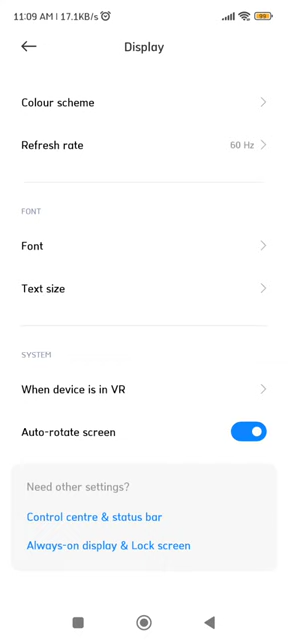 11:09 AM | 17.1KB/s
99
Display
Colour scheme
Refresh rate
60 Hz
FONT
Font
Text size
SYSTEM
When device is in VR
Auto-rotate screen
Need other settings?
Control centre & status bar
Always-on display & Lock screen